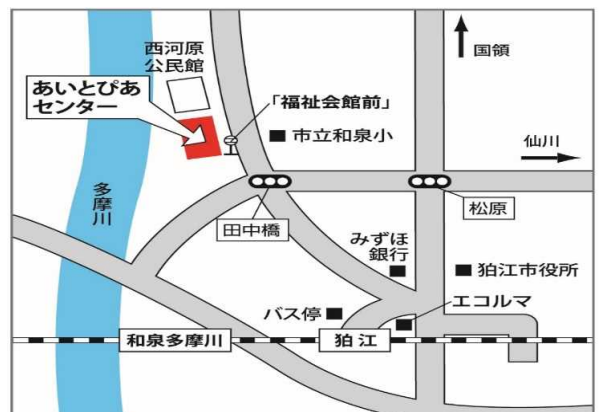 西河原
公民館
国領
あいとぴあ
センター
「福祉会館前」
市立和泉小
仙川
多摩川
田中橋
松原
みずほ
銀行
狛江市役所
エコルマ
バス停
和泉多摩川
狛江